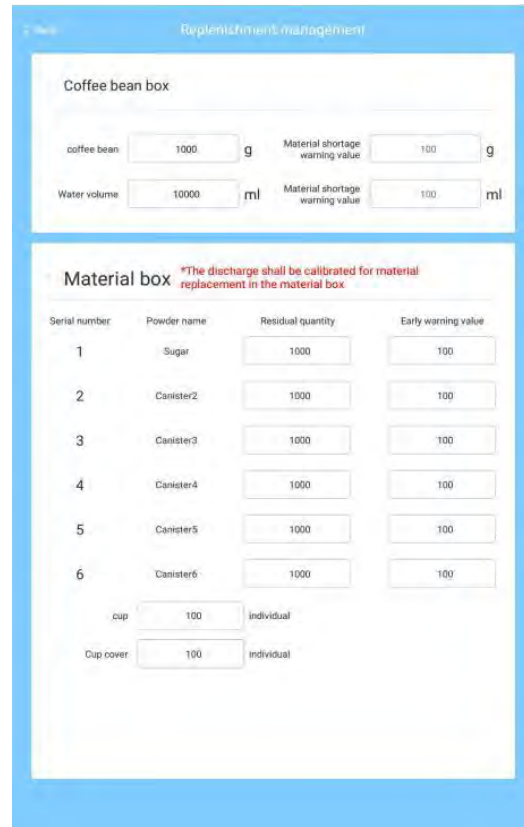 Back
Replenishment management
Coffee bean box
coffee bean 1000 g Material shortage warning value 100 g
Water volume 10000 ml Material shortage warning value 100 ml
Material box *The discharge shall be calibrated for material
replacement in the material box
Serial number Powder name Residual quantity Early warning value
1 Sugar 1000 100
2 Canister2 1000 100
3 Canister3 1000 100
4 Canister4 1000 100
5 Canister5 1000 100
6 Canister6 1000 100
cup 100 individual
Cup cover 100 individual